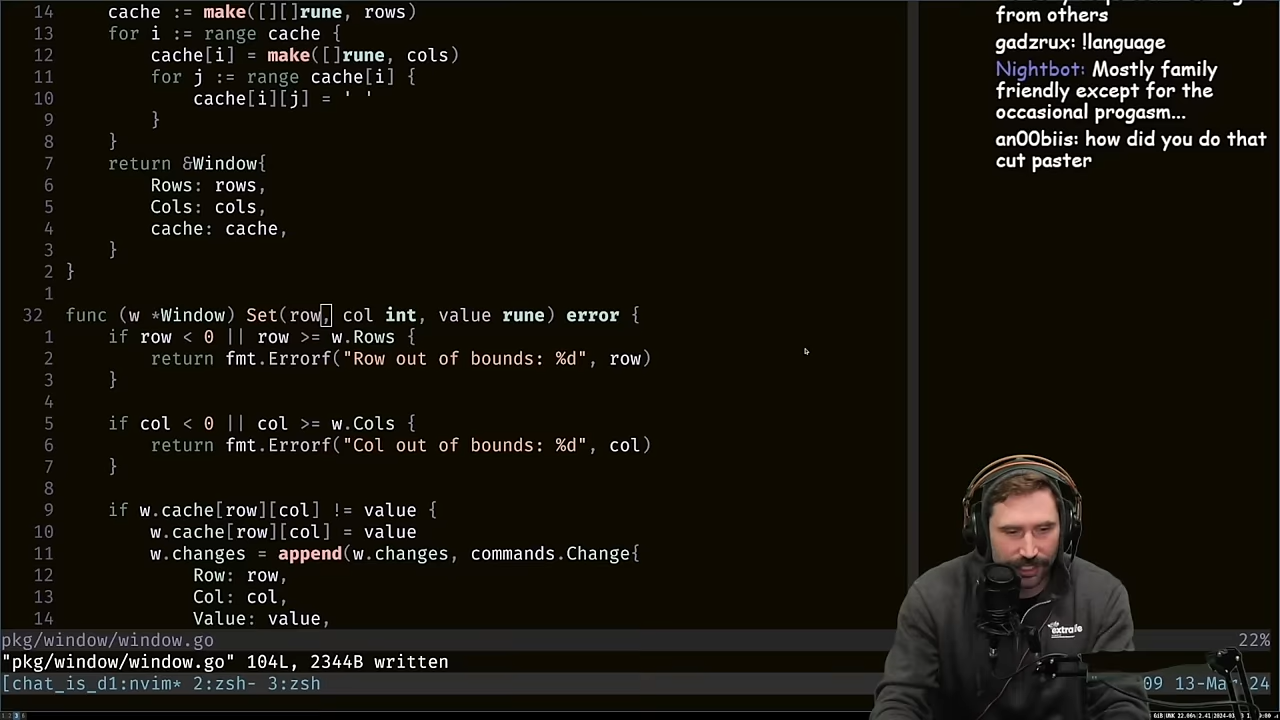 14 cache := make([][]rune, rows)
13 for i := range cache {
12 cache[i] = make([]rune, cols)
11 for j := range cache[i] {
10 cache[i][j] = ' '
9 }
8 }
7 return &Window{
6 Rows: rows,
5 Cols: cols,
4 cache: cache,
3 }
2 }
1
32 func (w *Window) Set(row, col int, value rune) error {
1 if row < 0 || row >= w.Rows {
2 return fmt.Errorf("Row out of bounds: %d", row)
3 }
4
5 if col < 0 || col >= w.Cols {
6 return fmt.Errorf("Col out of bounds: %d", col)
7 }
8
9 if w.cache[row][col] != value {
10 w.cache[row][col] = value
11 w.changes = append(w.changes, commands.Change{
12 Row: row,
13 Col: col,
14 Value: value,
pkg/window/window.go 22%
"pkg/window/window.go" 104L, 2344B written
[chat_is_d1:nvim* 2:zsh- 3:zsh 09 13-Mar-24
from others
gadzrux: !language
Nightbot: Mostly family
friendly except for the
occasional progasm...
an00biis: how did you do that
cut paster
extrafe